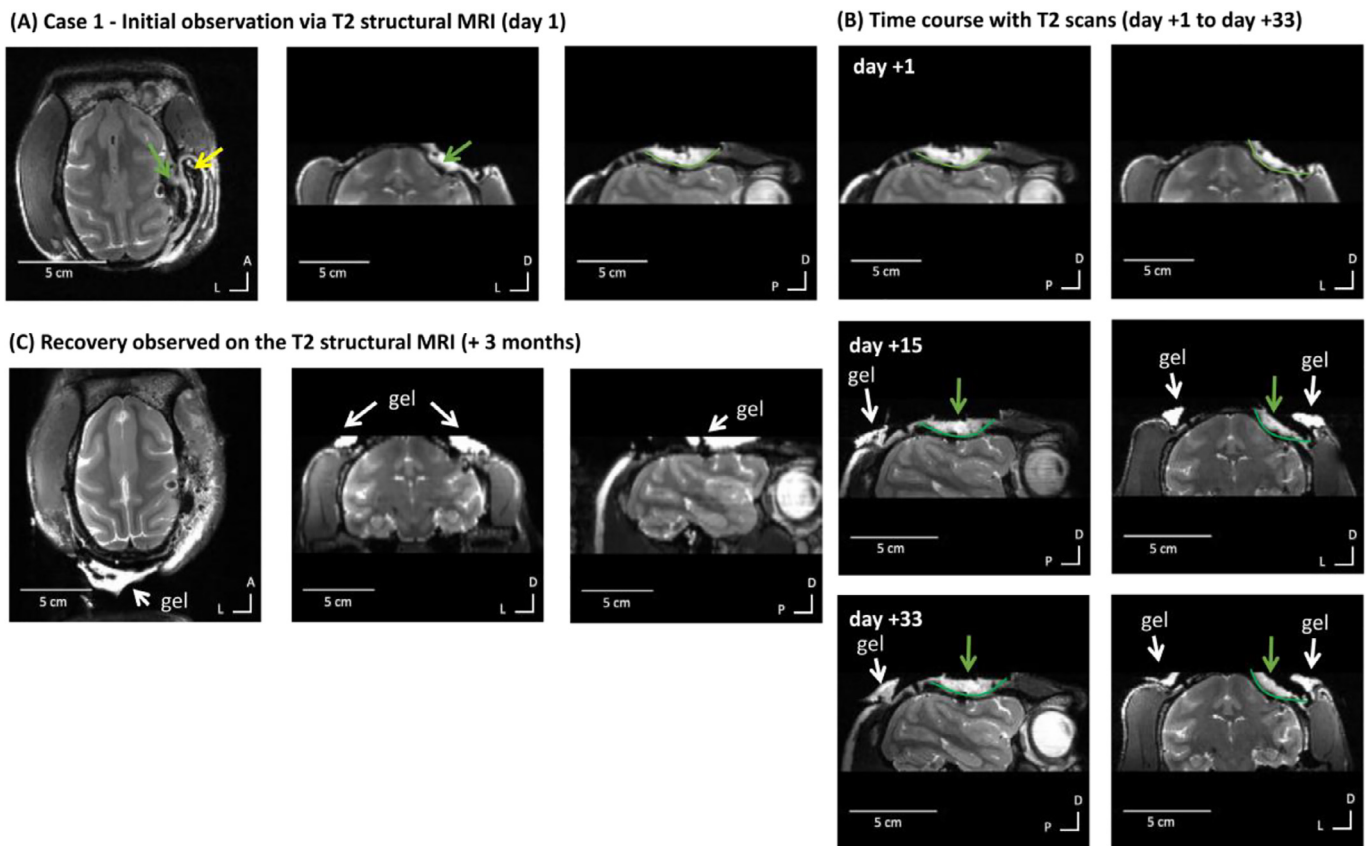 (A) Case 1 - Initial observation via T2 structural MRI (day 1)
5 cm
A
L
5 cm
D
L
5 cm
D
P
(B) Time course with T2 scans (day +1 to day +33)
day +1
5 cm
D
P
5 cm
D
L
day +15
gel
5 cm
D
P
gel
gel
5 cm
D
L
day +33
gel
5 cm
D
P
gel
gel
5 cm
D
L
(C) Recovery observed on the T2 structural MRI (+ 3 months)
5 cm
gel
A
L
gel
5 cm
D
L
gel
5 cm
D
P